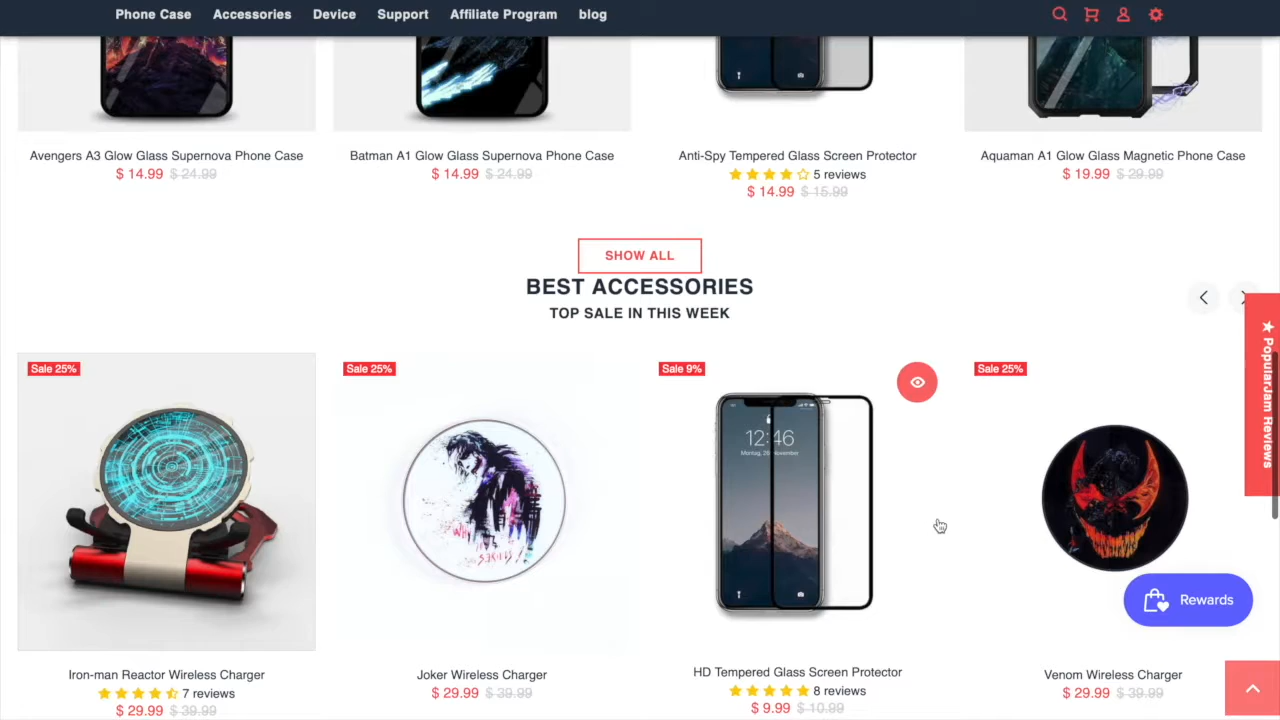 Phone Case Accessories Device Support Affiliate Program blog
Avengers A3 Glow Glass Supernova Phone Case
$ 14.99 $ 24.99
Batman A1 Glow Glass Supernova Phone Case
$ 14.99 $ 24.99
Anti-Spy Tempered Glass Screen Protector
5 reviews
$ 14.99 $ 15.99
Aquaman A1 Glow Glass Magnetic Phone Case
$ 19.99 $ 29.99
SHOW ALL
BEST ACCESSORIES
TOP SALE IN THIS WEEK
★ PopularJam Reviews
Sale 25%
Sale 25%
Sale 9%
Sale 25%
12:46
Rewards
Iron-man Reactor Wireless Charger
7 reviews
$ 29.99 $ 39.99
Joker Wireless Charger
$ 29.99 $ 39.99
HD Tempered Glass Screen Protector
8 reviews
$ 9.99 $ 10.99
Venom Wireless Charger
$ 29.99 $ 39.99